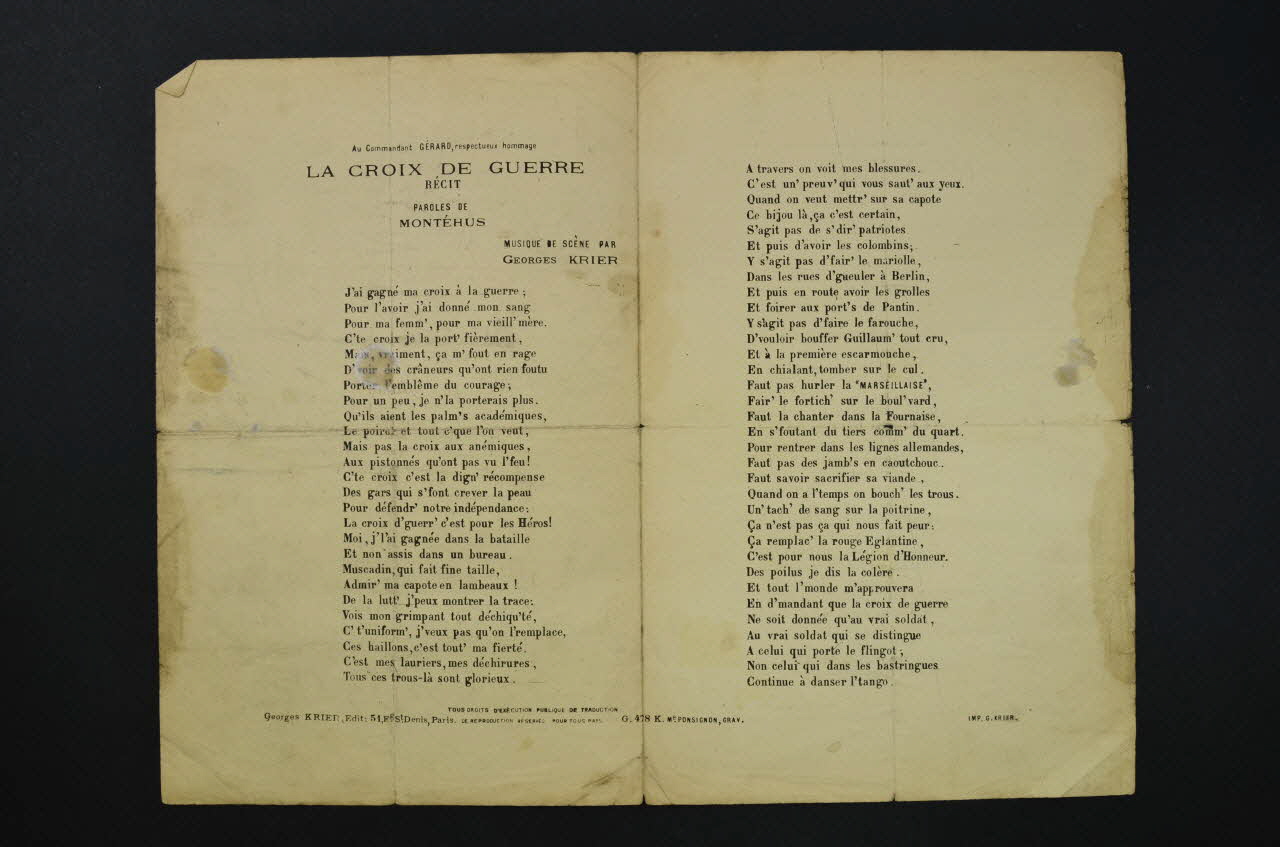 Au Commandant GÉRARD, respectueux hommage
LA CROIX DE GUERRE
RÉCIT
PAROLES DE
MONTÉHUS
MUSIQUE DE SCÈNE PAR
GEORGES KRIER
J'ai gagné ma croix à la guerre ;
Pour l'avoir j'ai donné mon sang
Pour ma femm', pour ma vieill' mère.
C'te croix je la port' fièrement,
Mais, vraiment, ça m' fout en rage
D'voir des crâneurs qu'ont rien foutu
Porter l'emblême du courage ;
Pour un peu, je n'la porterais plus.
Qu'ils aient les palm's académiques,
Le poireau et tout c'que l'on veut,
Mais pas la croix aux anémiques,
Aux pistonnés qu'ont pas vu l'feu!
C'te croix c'est la dign' récompense
Des gars qui s'font crever la peau
Pour défendr' notre indépendance:
La croix d'guerr' c'est pour les Héros!
Moi, j'l'ai gagnée dans la bataille
Et non assis dans un bureau.
Muscadin, qui fait fine taille,
Admir' ma capote en lambeaux !
De la lutt' j'peux montrer la trace:
Vois mon grimpant tout déchiqu'té,
C't'uniform', j'veux pas qu'on l'remplace,
Ces haillons, c'est tout' ma fierté.
C'est mes lauriers, mes déchirures,
Tous ces trous-là sont glorieux.
A travers on voit mes blessures.
C'est un' preuv' qui vous saut' aux yeux.
Quand on veut mettr' sur sa capote
Ce bijou là, ça c'est certain,
S'agit pas de s'dir' patriotes
Et puis d'avoir les colombins;
Y s'agit pas d'fair' le mariolle,
Dans les rues d'gueuler à Berlin,
Et puis en route avoir les grolles
Et foirer aux port's de Pantin.
Y s'agit pas d'faire le farouche,
D'vouloir bouffer Guillaum' tout cru,
Et à la première escarmouche,
En chialant, tomber sur le cul.
Faut pas hurler la "MARSEILLAISE",
Fair' le fortich' sur le boul'vard,
Faut la chanter dans la Fournaise,
En s'foutant du tiers comm' du quart.
Pour rentrer dans les lignes allemandes,
Faut pas des jamb's en caoutchouc.
Faut savoir sacrifier sa viande,
Quand on a l'temps on bouch' les trous.
Un' tach' de sang sur la poitrine,
Ça n'est pas ça qui nous fait peur:
Ça remplac' la rouge Eglantine,
C'est pour nous la Légion d'Honneur.
Des poilus je dis la colère.
Et tout l'monde m'approuvera
En d'mandant que la croix de guerre
Ne soit donnée qu'au vrai soldat,
Au vrai soldat qui se distingue
A celui qui porte le flingot ;
Non celui qui dans les bastringues
Continue à danser l'tango.
TOUS DROITS D'EXÉCUTION PUBLIQUE DE TRADUCTION
Georges KRIER, Edit: 51, Fg St Denis, Paris. DE REPRODUCTION RÉSERVÉS POUR TOUS PAYS. G. 478 K. Mce PONSIGNON, GRAV. IMP. G. KRIER.